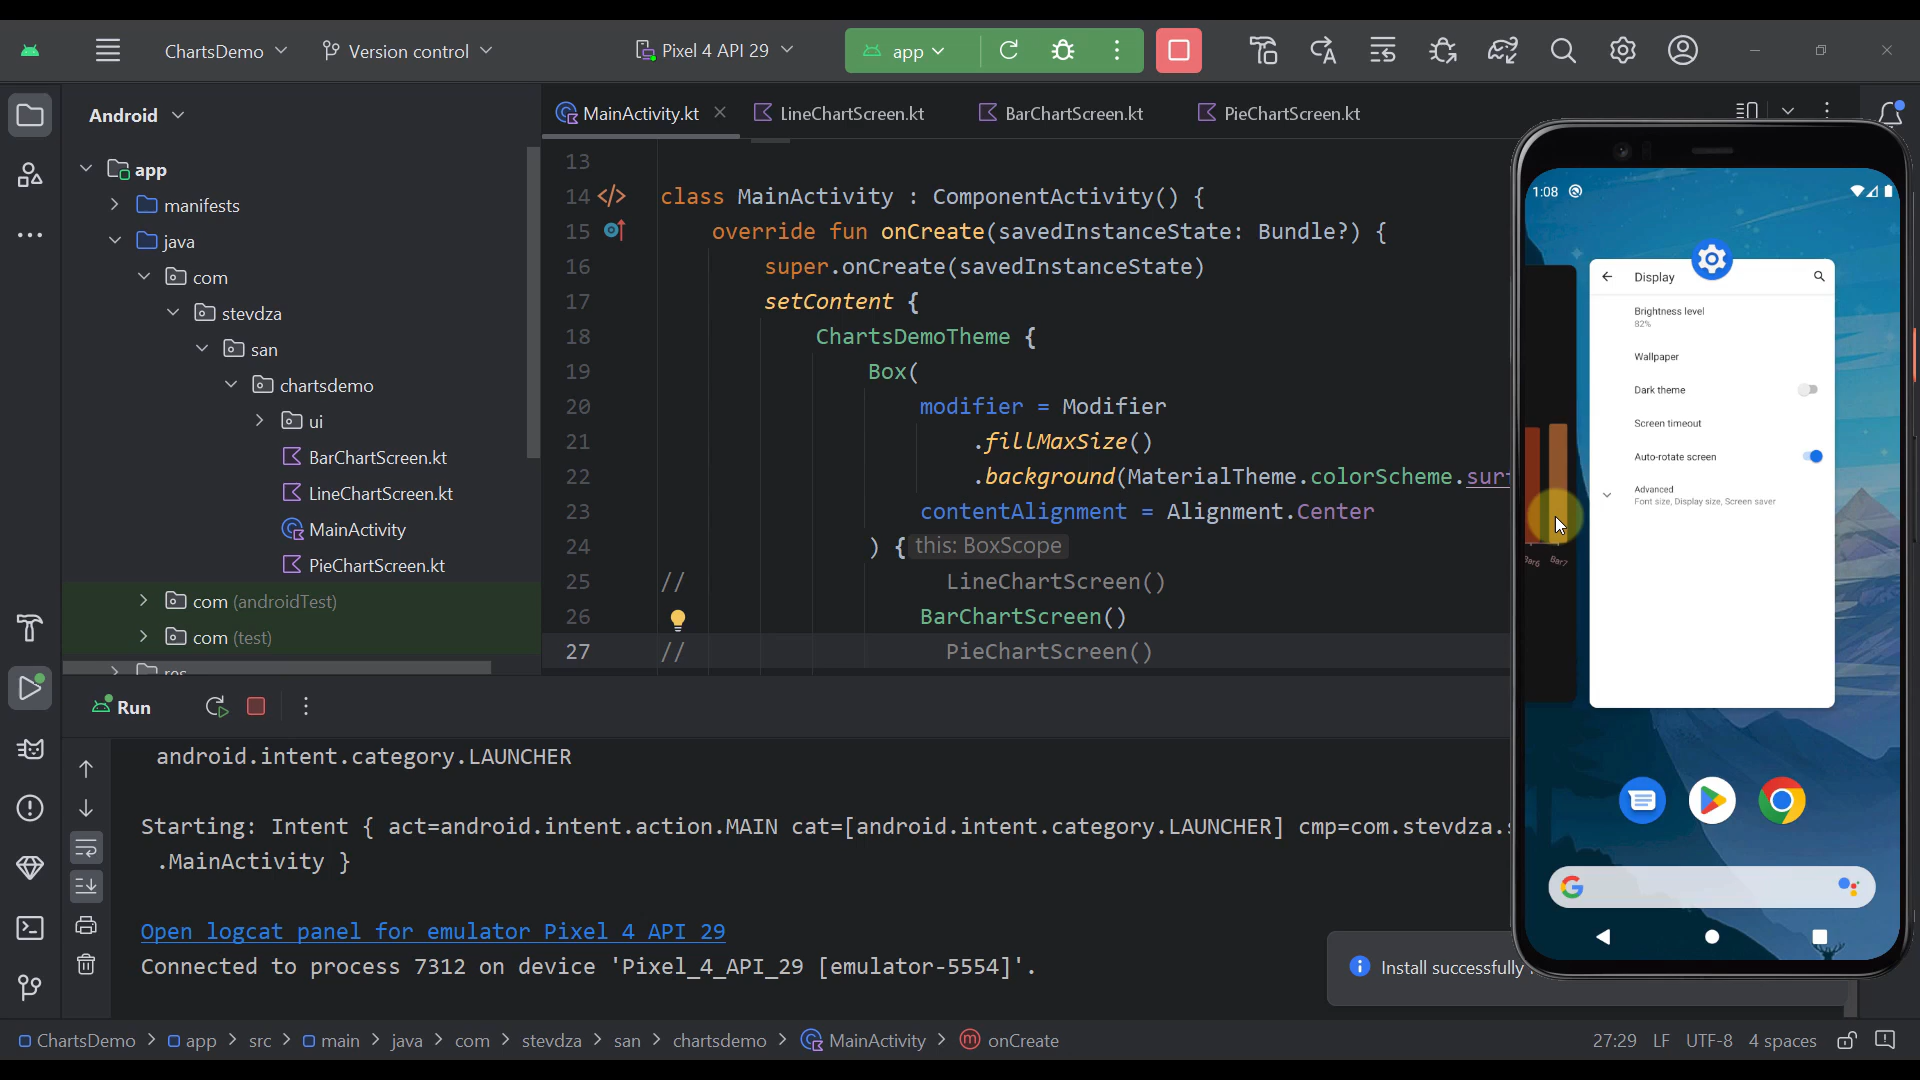 ChartsDemo
Version control
Pixel 4 API 29
app
Android
MainActivity.kt
LineChartScreen.kt
BarChartScreen.kt
PieChartScreen.kt
app
manifests
java
com
stevdza
san
chartsdemo
ui
BarChartScreen.kt
LineChartScreen.kt
MainActivity
PieChartScreen.kt
com (androidTest)
com (test)
res
13
14 class MainActivity : ComponentActivity() {
15 override fun onCreate(savedInstanceState: Bundle?) {
16 super.onCreate(savedInstanceState)
17 setContent {
18 ChartsDemoTheme {
19 Box(
20 modifier = Modifier
21 .fillMaxSize()
22 .background(MaterialTheme.colorScheme.sur
23 contentAlignment = Alignment.Center
24 ) { this: BoxScope
25 // LineChartScreen()
26 BarChartScreen()
27 // PieChartScreen()
Run
android.intent.category.LAUNCHER
Starting: Intent { act=android.intent.action.MAIN cat=[android.intent.category.LAUNCHER] cmp=com.stevdza.
.MainActivity }
Open logcat panel for emulator Pixel 4 API 29
Connected to process 7312 on device 'Pixel_4_API_29 [emulator-5554]'.
Install successfully
1:08
Display
Brightness level
82%
Wallpaper
Dark theme
Screen timeout
Auto-rotate screen
Advanced
Font size, Display size, Screen saver
Bar6
Bar7
ChartsDemo > app > src > main > java > com > stevdza > san > chartsdemo > MainActivity > onCreate
27:29 LF UTF-8 4 spaces